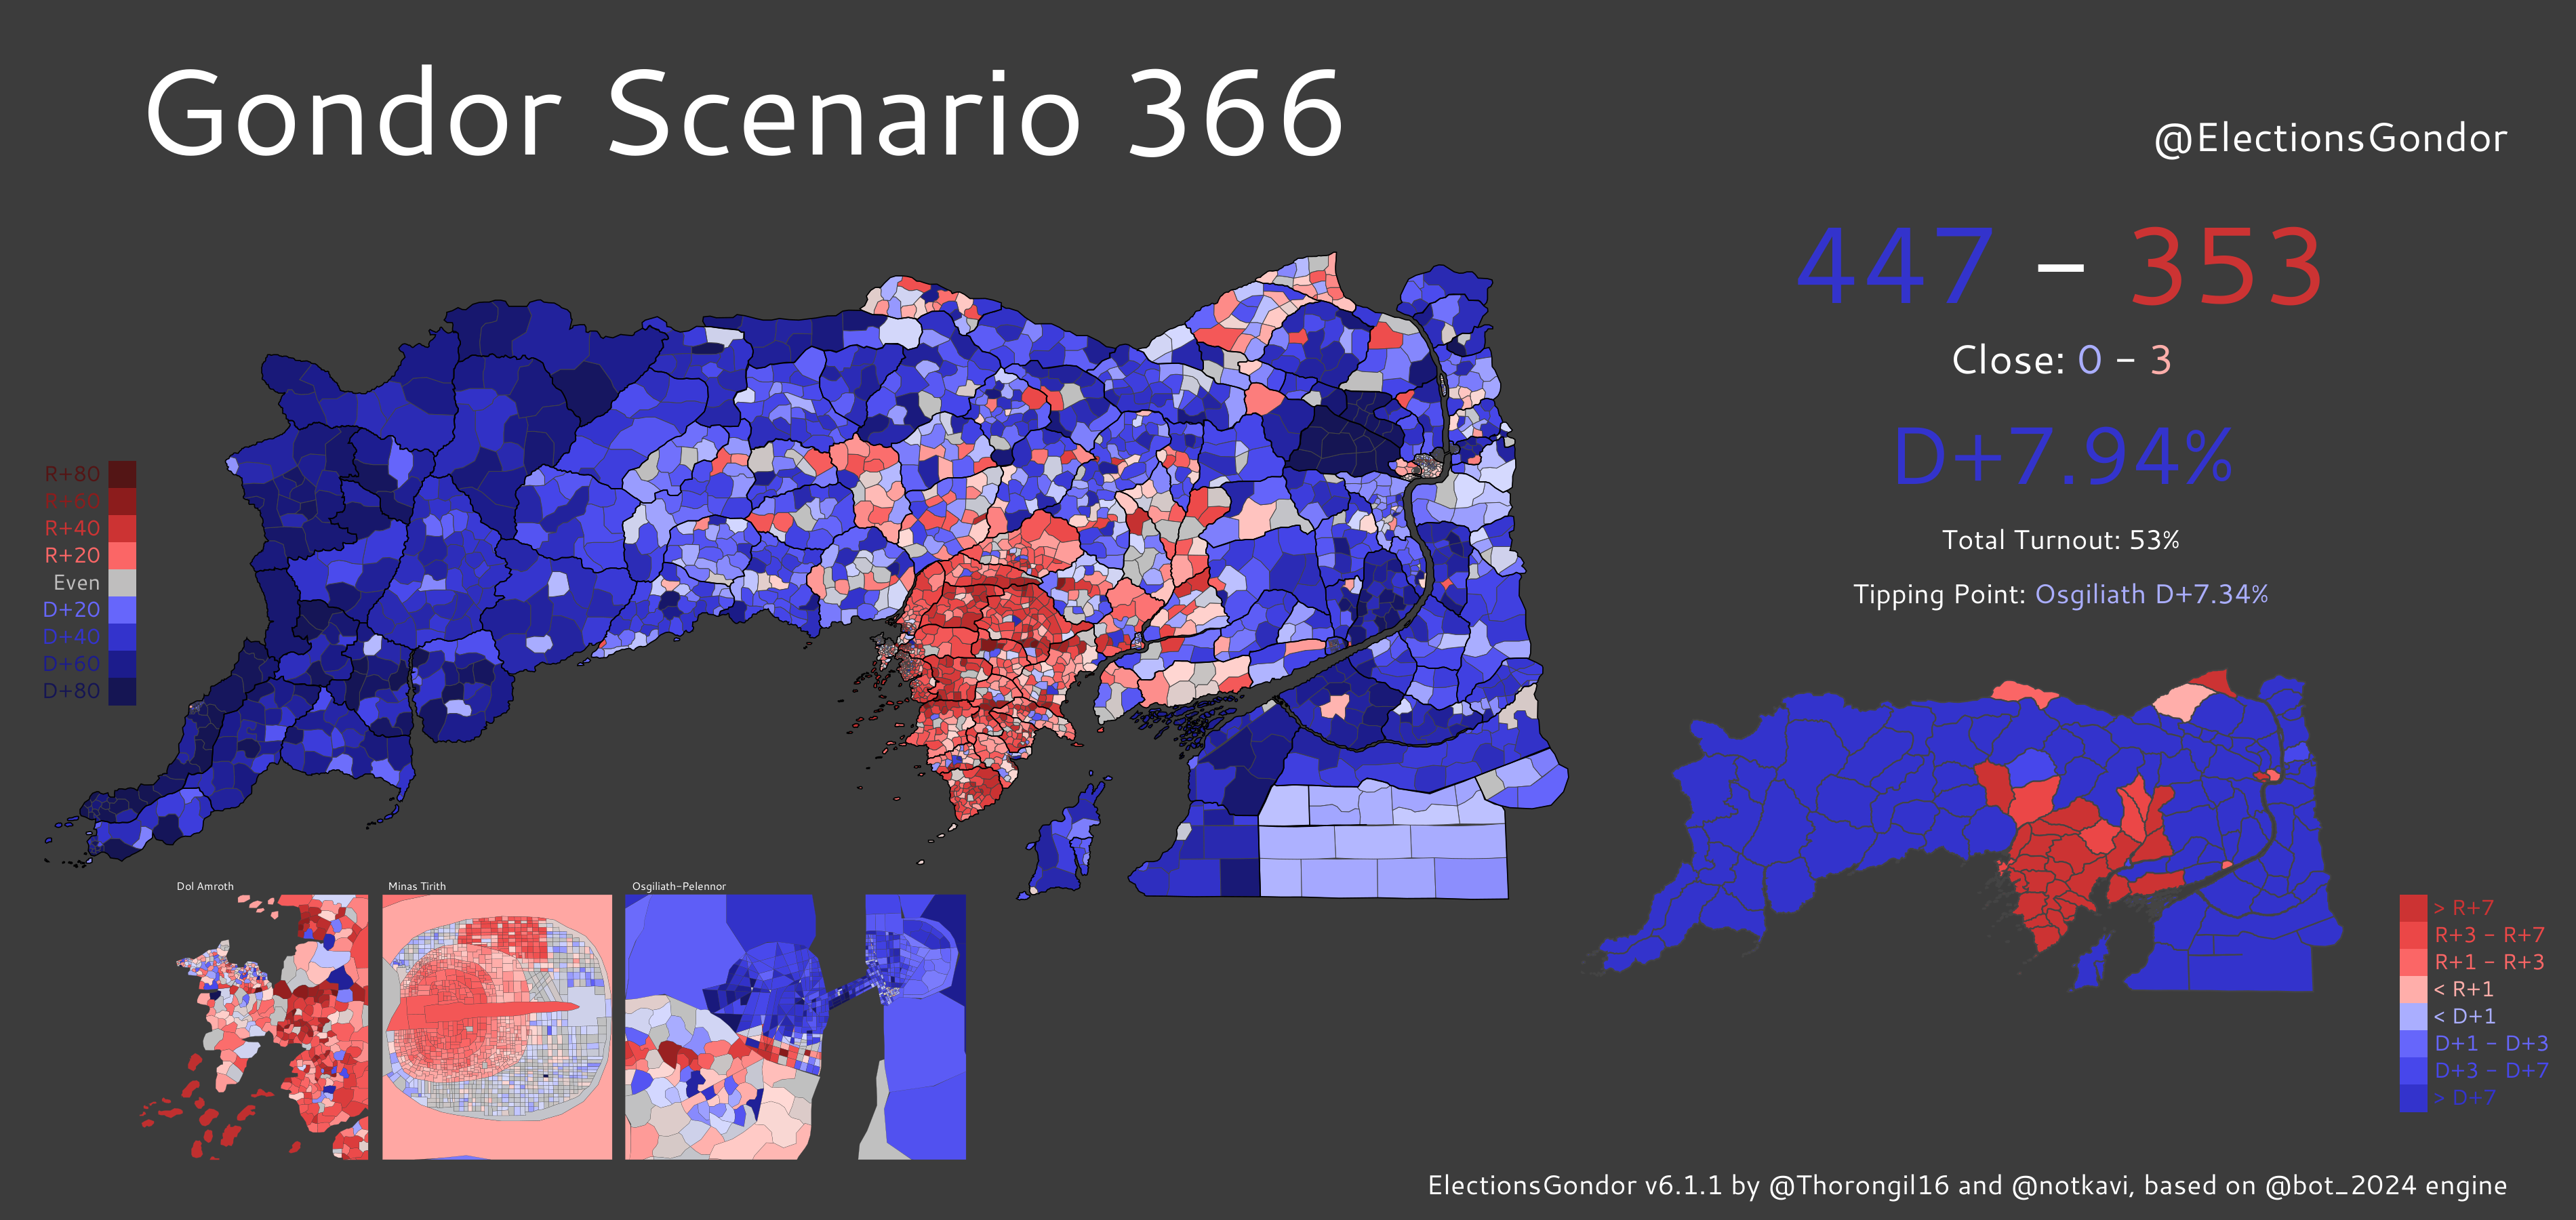 Gondor Scenario 366
@ElectionsGondor
447 – 353
Close: 0 – 3
D+7.94%
Total Turnout: 53%
Tipping Point: Osgiliath D+7.34%
R+80
R+60
R+40
R+20
Even
D+20
D+40
D+60
D+80
Dol Amroth
Minas Tirith
Osgiliath-Pelennor
> R+7
R+3 – R+7
R+1 – R+3
< R+1
< D+1
D+1 – D+3
D+3 – D+7
> D+7
ElectionsGondor v6.1.1 by @Thorongil16 and @notkavi, based on @bot_2024 engine